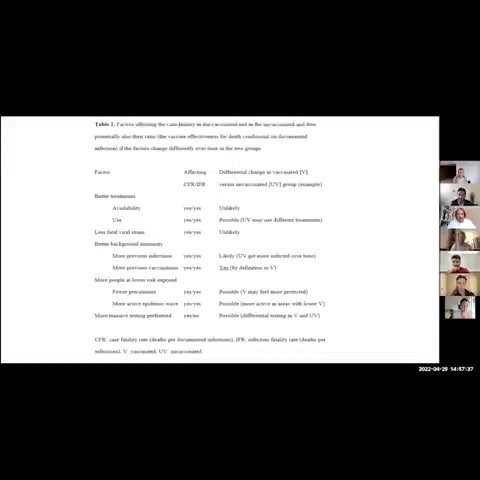 Table 2. Factors affecting the case fatality in the vaccinated and in the unvaccinated and thus
potentially also their ratio (the vaccine effectiveness for death conditional on documented
infection) if the factors change differently over time in the two groups
Factor Affecting Differential change in vaccinated [V]
CFR/IFR versus unvaccinated [UV] group (example)
Better treatments
Availability yes/yes Unlikely
Use yes/yes Possible (UV may use different treatments)
Less fatal viral strain yes/yes Unlikely
Better background immunity
More previous infections yes/yes Likely (UV get more infected over time)
More previous vaccinations yes/yes Yes (by definition in V)
More people at lower risk exposed
Fewer precautions yes/yes Possible (V may feel more protected)
More active epidemic wave yes/yes Possible (more active in areas with lower V)
More massive testing performed yes/no Possible (differential testing in V and UV)
CFR: case fatality rate (deaths per documented infections), IFR: infection fatality rate (deaths per
infections), V: vaccinated, UV: unvaccinated
2022-04-29 14:57:37